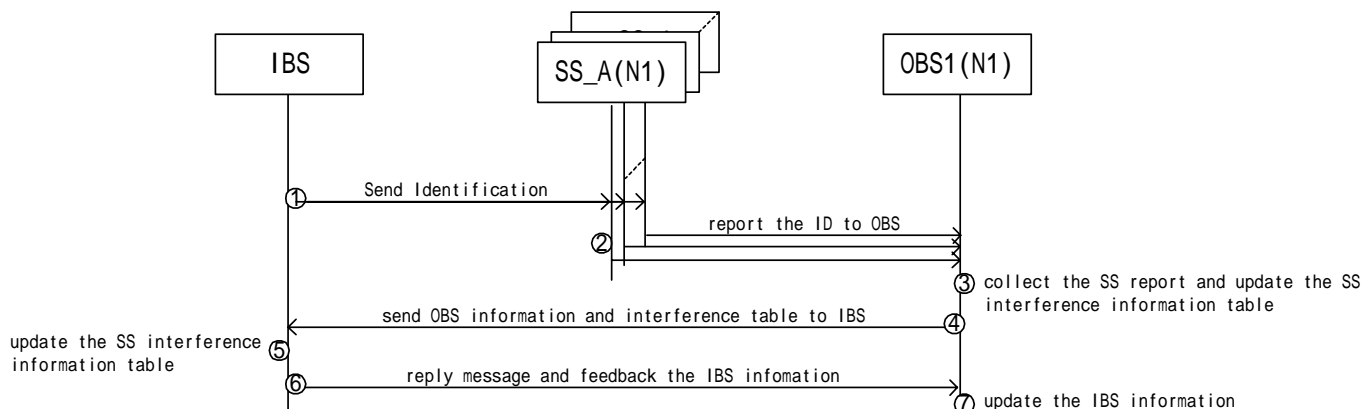 IBS
SS_A(N1)
OBS1(N1)
① Send Identification
report the ID to OBS
②
③ collect the SS report and update the SS
interference information table
send OBS information and interference table to IBS
④
update the SS interference
information table
⑤
⑥ reply message and feedback the IBS infomation
⑦ update the IBS information